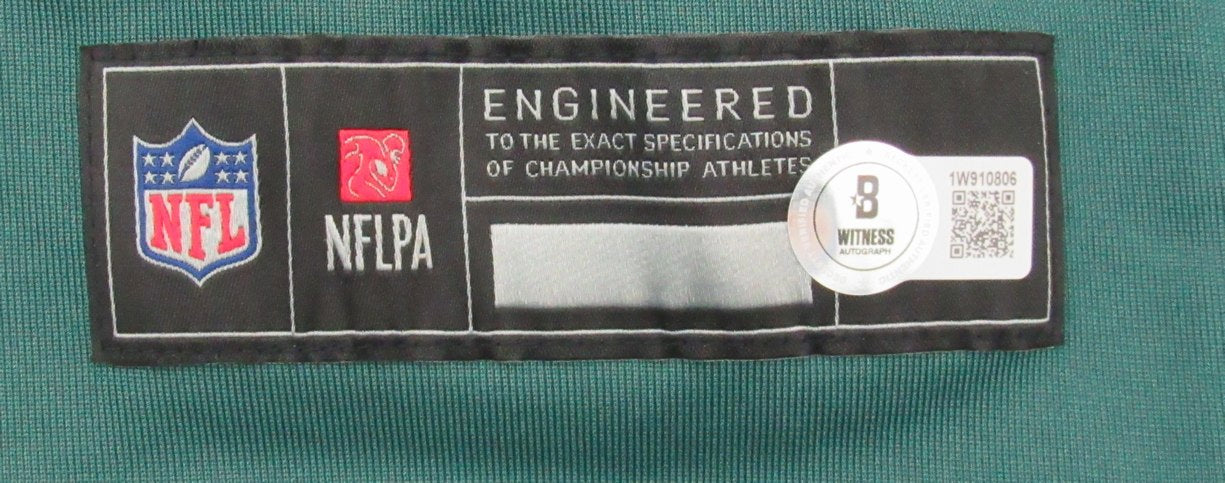 NFL
NFLPA
ENGINEERED
TO THE EXACT SPECIFICATIONS
OF CHAMPIONSHIP ATHLETES
B
WITNESS
AUTOGRAPH
1W910806